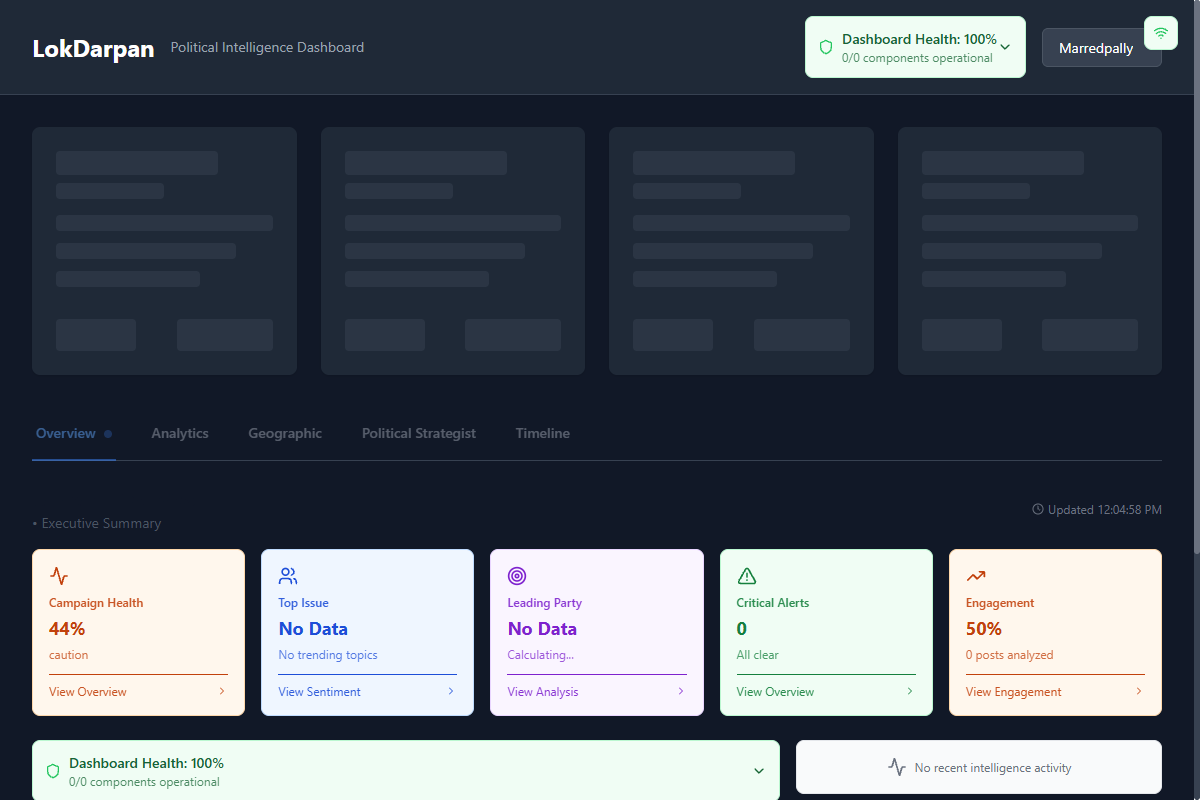 LokDarpan
Political Intelligence Dashboard
Dashboard Health: 100%
0/0 components operational
Marredpally
Overview
Analytics
Geographic
Political Strategist
Timeline
• Executive Summary
Updated 12:04:58 PM
Campaign Health
44%
caution
View Overview
Top Issue
No Data
No trending topics
View Sentiment
Leading Party
No Data
Calculating...
View Analysis
Critical Alerts
0
All clear
View Overview
Engagement
50%
0 posts analyzed
View Engagement
Dashboard Health: 100%
0/0 components operational
No recent intelligence activity